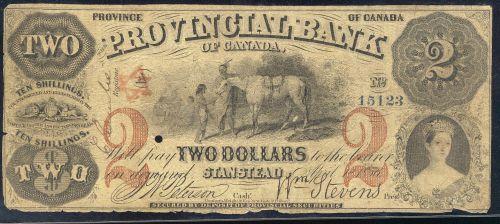 PROVINCE OF CANADA
PROVINCIAL BANK
OF CANADA.
TWO
2
TEN SHILLINGS.
No
15123
TEN SHILLINGS.
2
2
Will pay TWO DOLLARS to the bearer
on demand
STANSTEAD
TWO
Cash.
Wm Stevens Pres
SECURED BY DEPOSIT OF PROVINCIAL SECURITIES